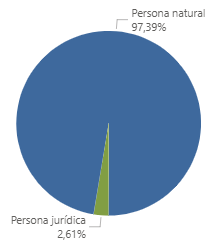 Persona natural
97,39%
Persona jurídica
2,61%